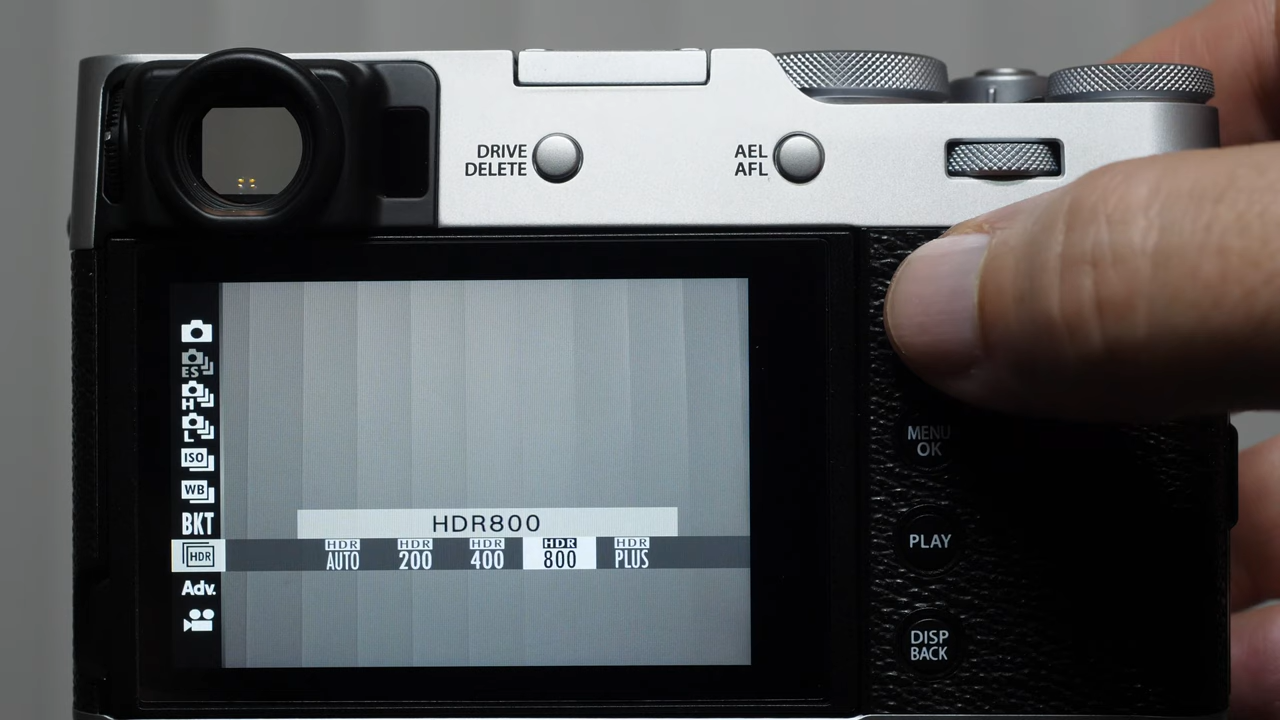 DRIVE
DELETE
AEL
AFL
ES
H
L
ISO
WB
BKT
HDR800
HDR
HDR AUTO
HDR 200
HDR 400
HDR 800
HDR PLUS
Adv.
MENU
OK
PLAY
DISP
BACK